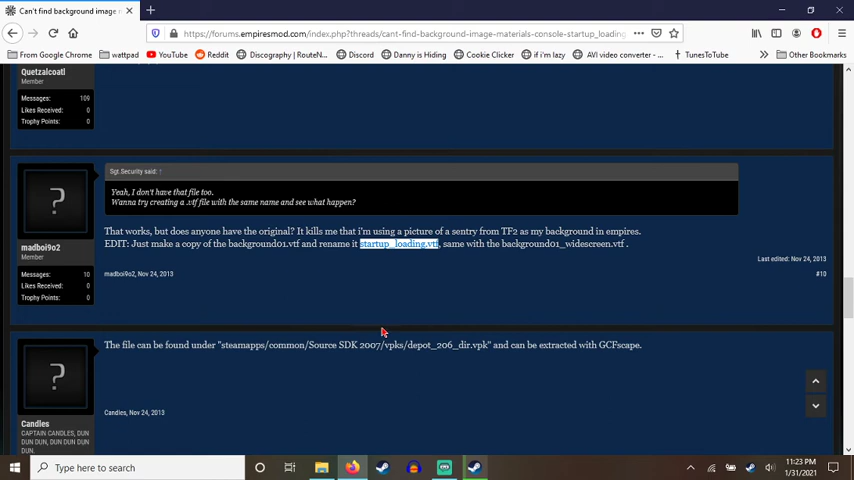 Can't find background image m
https://forums.empiresmod.com/index.php?threads/cant-find-background-image-materials-console-startup_loading
Getting Started
wattpad
YouTube
Reddit
Discography | RouteN...
Discord
Danny is Hiding
Cookie Clicker
if i'm lazy
AVI video converter -...
TunesToTube
Other Bookmarks
Quetzalcoatl
Member
Messages: 109
Likes Received: 0
Trophy Points: 0
Sgt.Security said: ↑
Yeah, I don't have that file too.
Wanna try creating a .vtf file with the same name and see what happen?
That works, but does anyone have the original? It kills me that i'm using a picture of a sentry from TF2 as my background in empires.
EDIT: Just make a copy of the background01.vtf and rename it startup_loading.vtf, same with the background01_widescreen.vtf .
Last edited: Nov 24, 2013
madboi9o2
Member
Messages: 10
Likes Received: 0
Trophy Points: 0
madboi9o2, Nov 24, 2013
#10
The file can be found under "steamapps/common/Source SDK 2007/vpks/depot_206_dir.vpk" and can be extracted with GCFscape.
Candles
CAPTAIN CANDLES, DUN
DUN DUN, DUN DUN DUN
DUN.
Candles, Nov 24, 2013
Type here to search
11:23 PM
1/31/2021